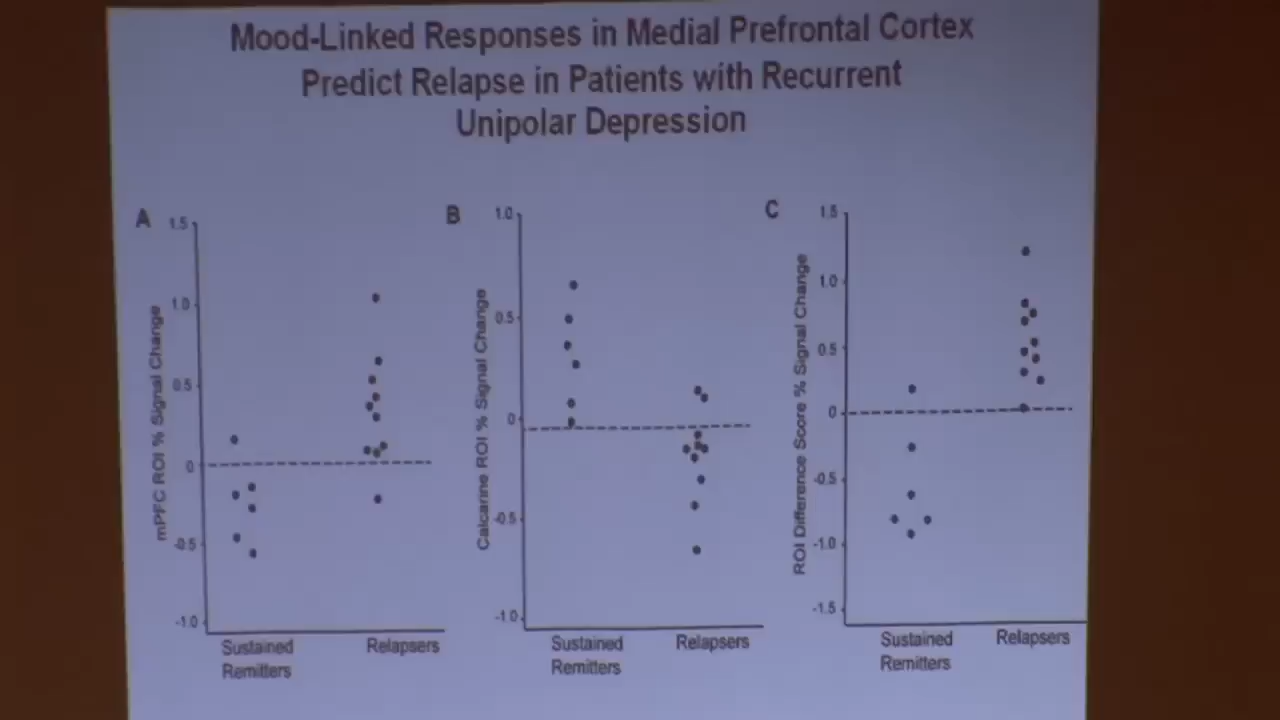 Mood-Linked Responses in Medial Prefrontal Cortex
Predict Relapse in Patients with Recurrent
Unipolar Depression
A
mPFC ROI % Signal Change
1.5
1.0
0.5
0
-0.5
-1.0
Sustained
Remitters
Relapsers
B
Calcarine ROI % Signal Change
1.0
0.5
0
-0.5
-1.0
Sustained
Remitters
Relapsers
C
ROI Difference Score % Signal Change
1.5
1.0
0.5
0
-0.5
-1.0
-1.5
Sustained
Remitters
Relapsers